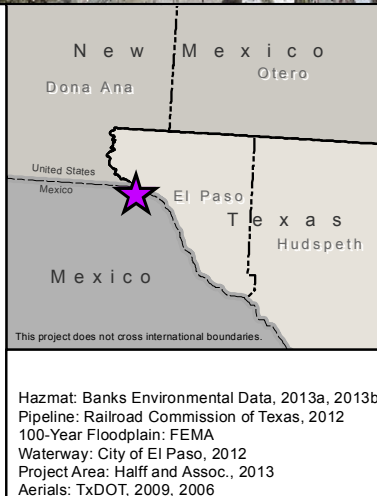 New Mexico
Otero
Dona Ana
United States
Mexico
El Paso
Texas
Hudspeth
Mexico
This project does not cross international boundaries.
Hazmat: Banks Environmental Data, 2013a, 2013b
Pipeline: Railroad Commission of Texas, 2012
100-Year Floodplain: FEMA
Waterway: City of El Paso, 2012
Project Area: Halff and Assoc., 2013
Aerials: TxDOT, 2009, 2006